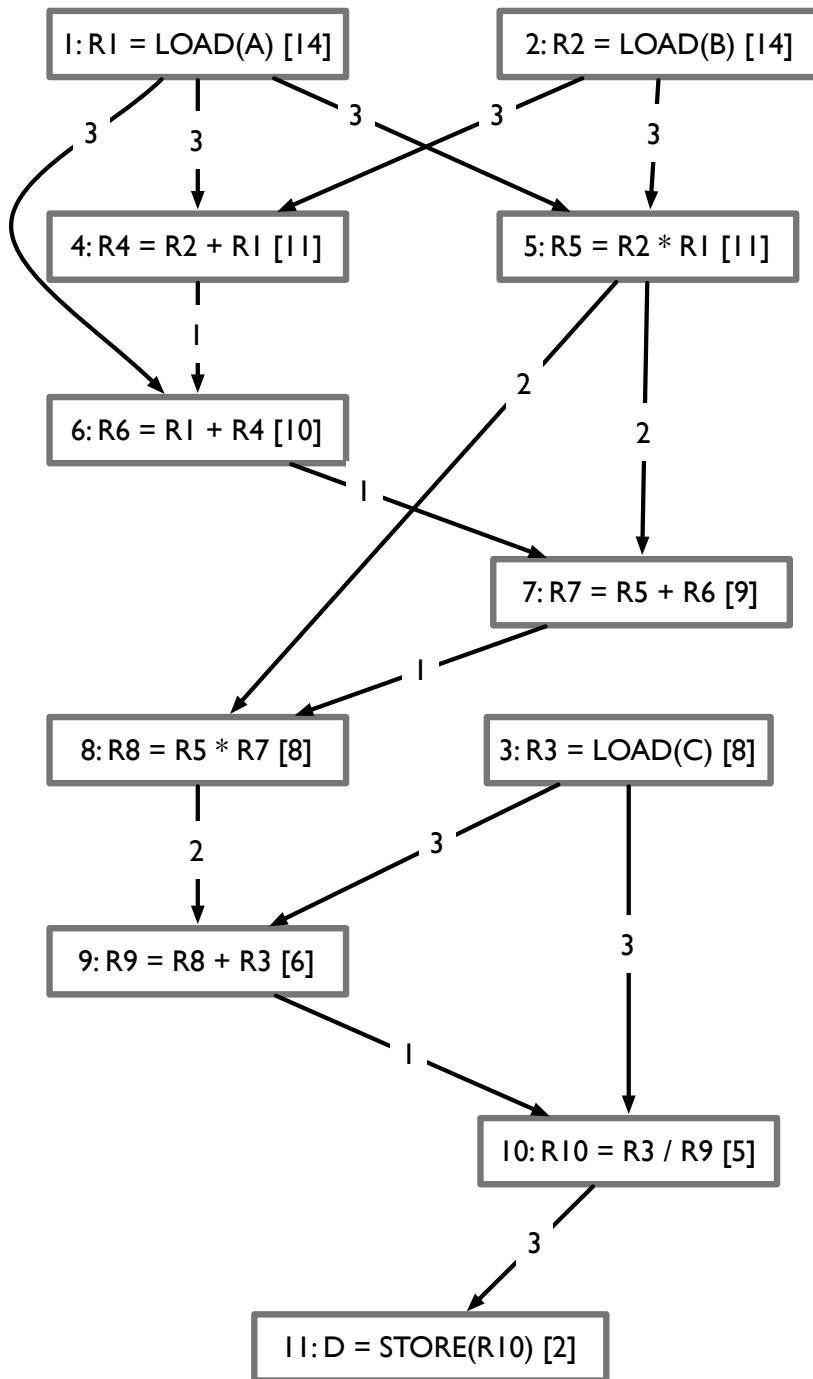 1: R1 = LOAD(A) [14]
2: R2 = LOAD(B) [14]
3
3
3
3
3
4: R4 = R2 + R1 [11]
5: R5 = R2 * R1 [11]
1
2
2
6: R6 = R1 + R4 [10]
1
7: R7 = R5 + R6 [9]
1
8: R8 = R5 * R7 [8]
3: R3 = LOAD(C) [8]
2
3
3
9: R9 = R8 + R3 [6]
1
10: R10 = R3 / R9 [5]
3
11: D = STORE(R10) [2]